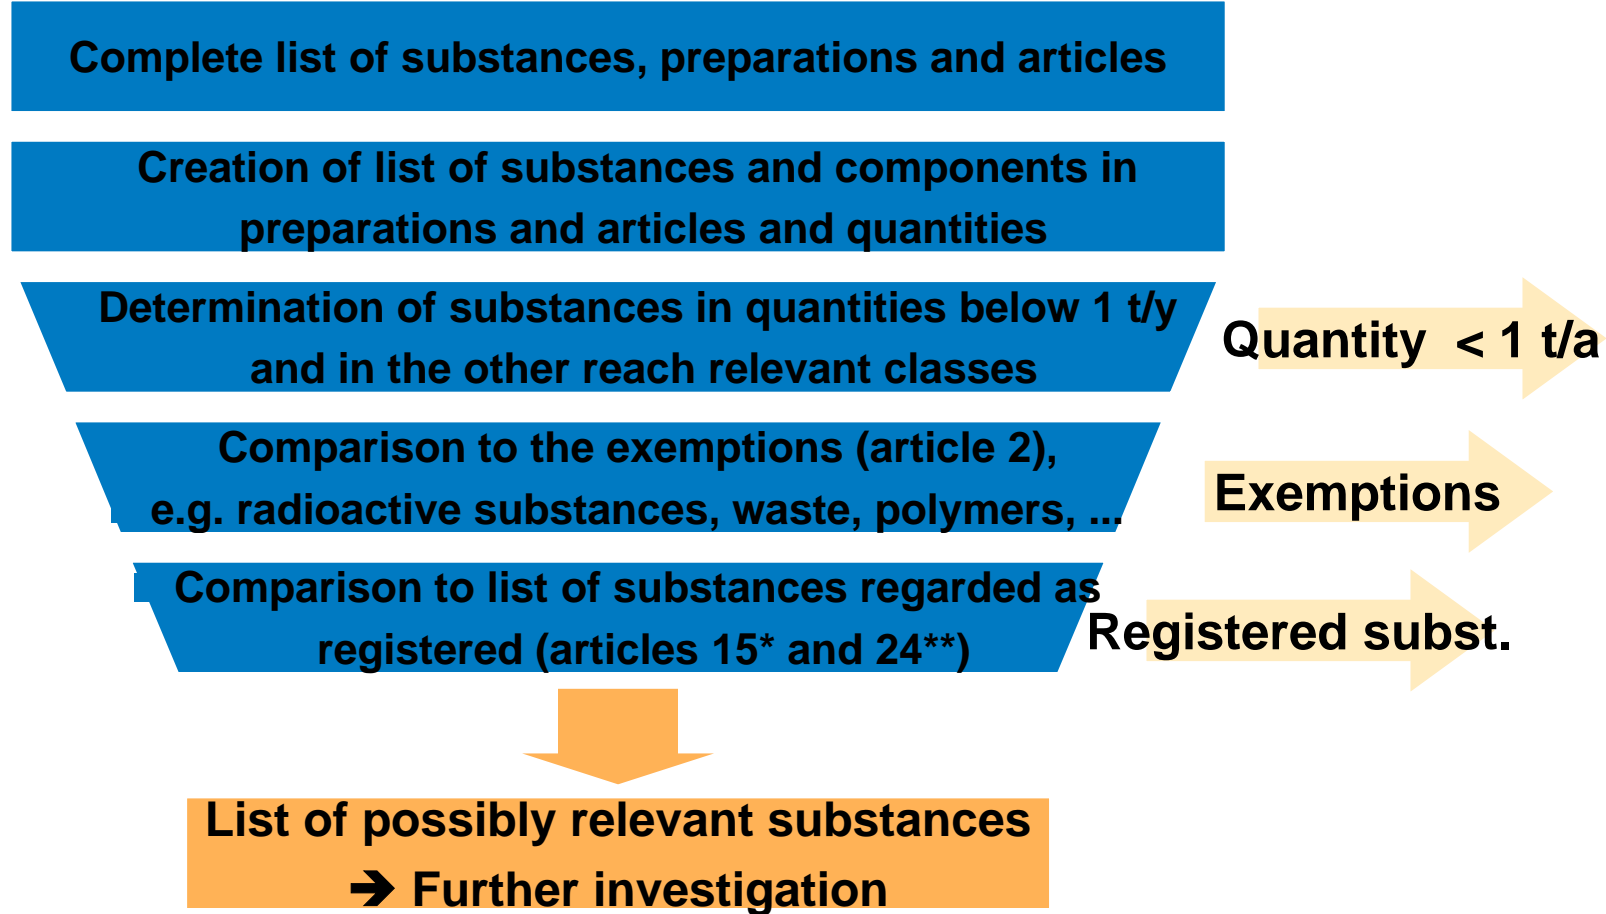 Complete list of substances, preparations and articles
Creation of list of substances and components in
preparations and articles and quantities
Determination of substances in quantities below 1 t/y
and in the other reach relevant classes
Quantity < 1 t/a
Comparison to the exemptions (article 2),
e.g. radioactive substances, waste, polymers, ...
Exemptions
Comparison to list of substances regarded as
registered (articles 15* and 24**)
Registered subst.
List of possibly relevant substances
➔ Further investigation